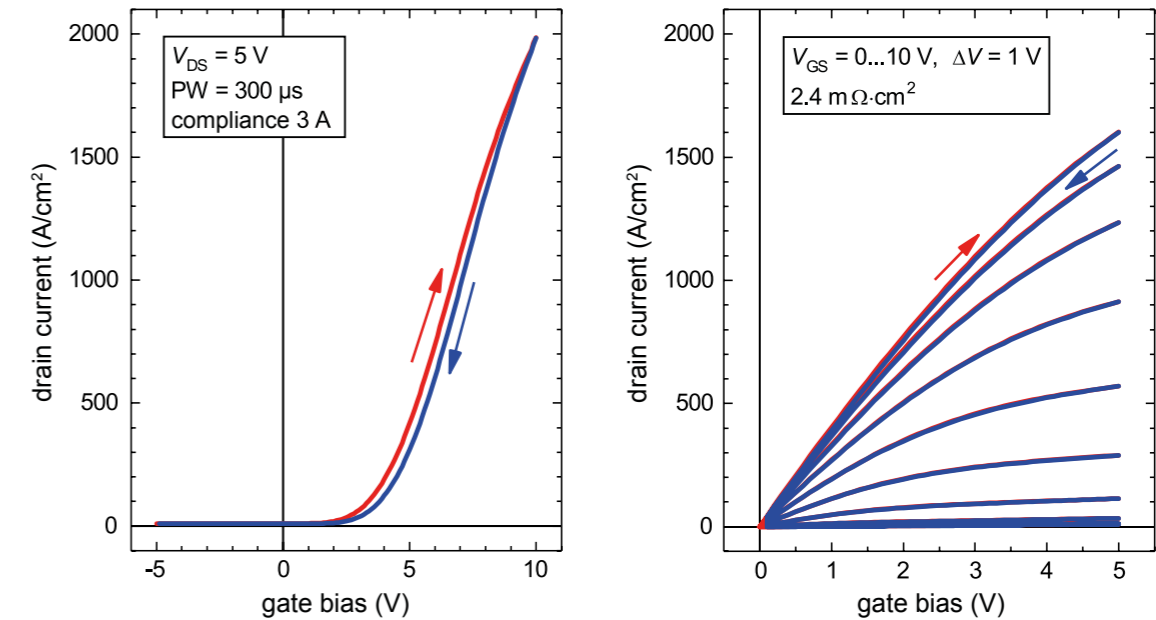 2000
1500
1000
500
0
drain current (A/cm²)
V_DS = 5 V
PW = 300 µs
compliance 3 A
-5 0 5 10
gate bias (V)
2000
1500
1000
500
0
drain current (A/cm²)
V_GS = 0...10 V, ΔV = 1 V
2.4 mΩ·cm²
0 1 2 3 4 5
gate bias (V)